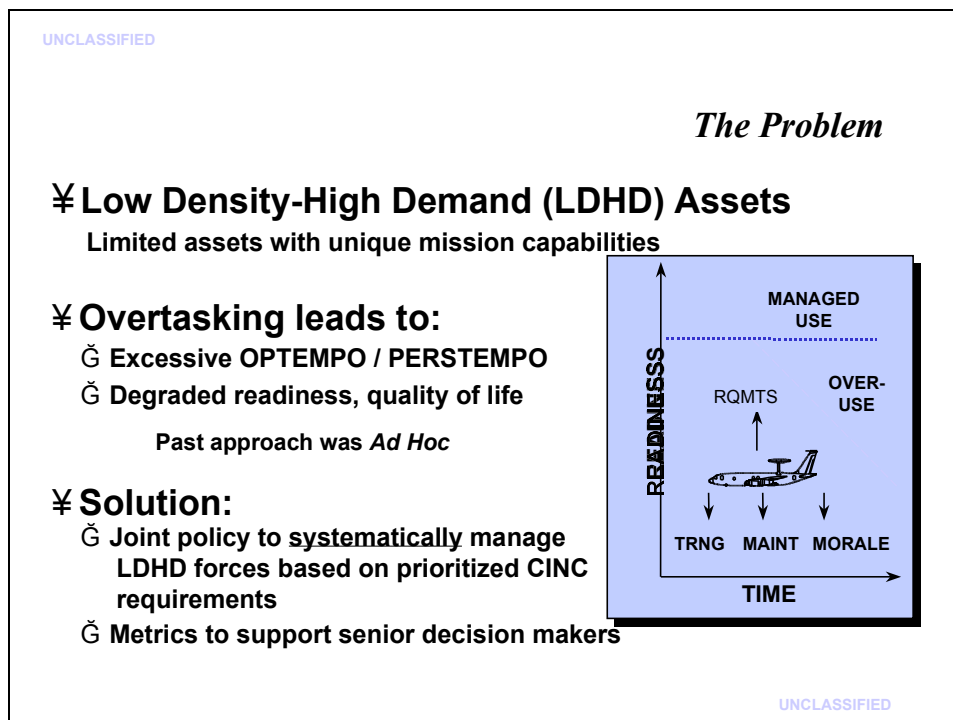 UNCLASSIFIED
The Problem
¥ Low Density-High Demand (LDHD) Assets
Limited assets with unique mission capabilities
¥ Overtasking leads to:
Ğ Excessive OPTEMPO / PERSTEMPO
Ğ Degraded readiness, quality of life
Past approach was Ad Hoc
¥ Solution:
Ğ Joint policy to systematically manage
LDHD forces based on prioritized CINC
requirements
Ğ Metrics to support senior decision makers
MANAGED
USE
READINESS
RQMTS
OVER-
USE
TRNG MAINT MORALE
TIME
UNCLASSIFIED